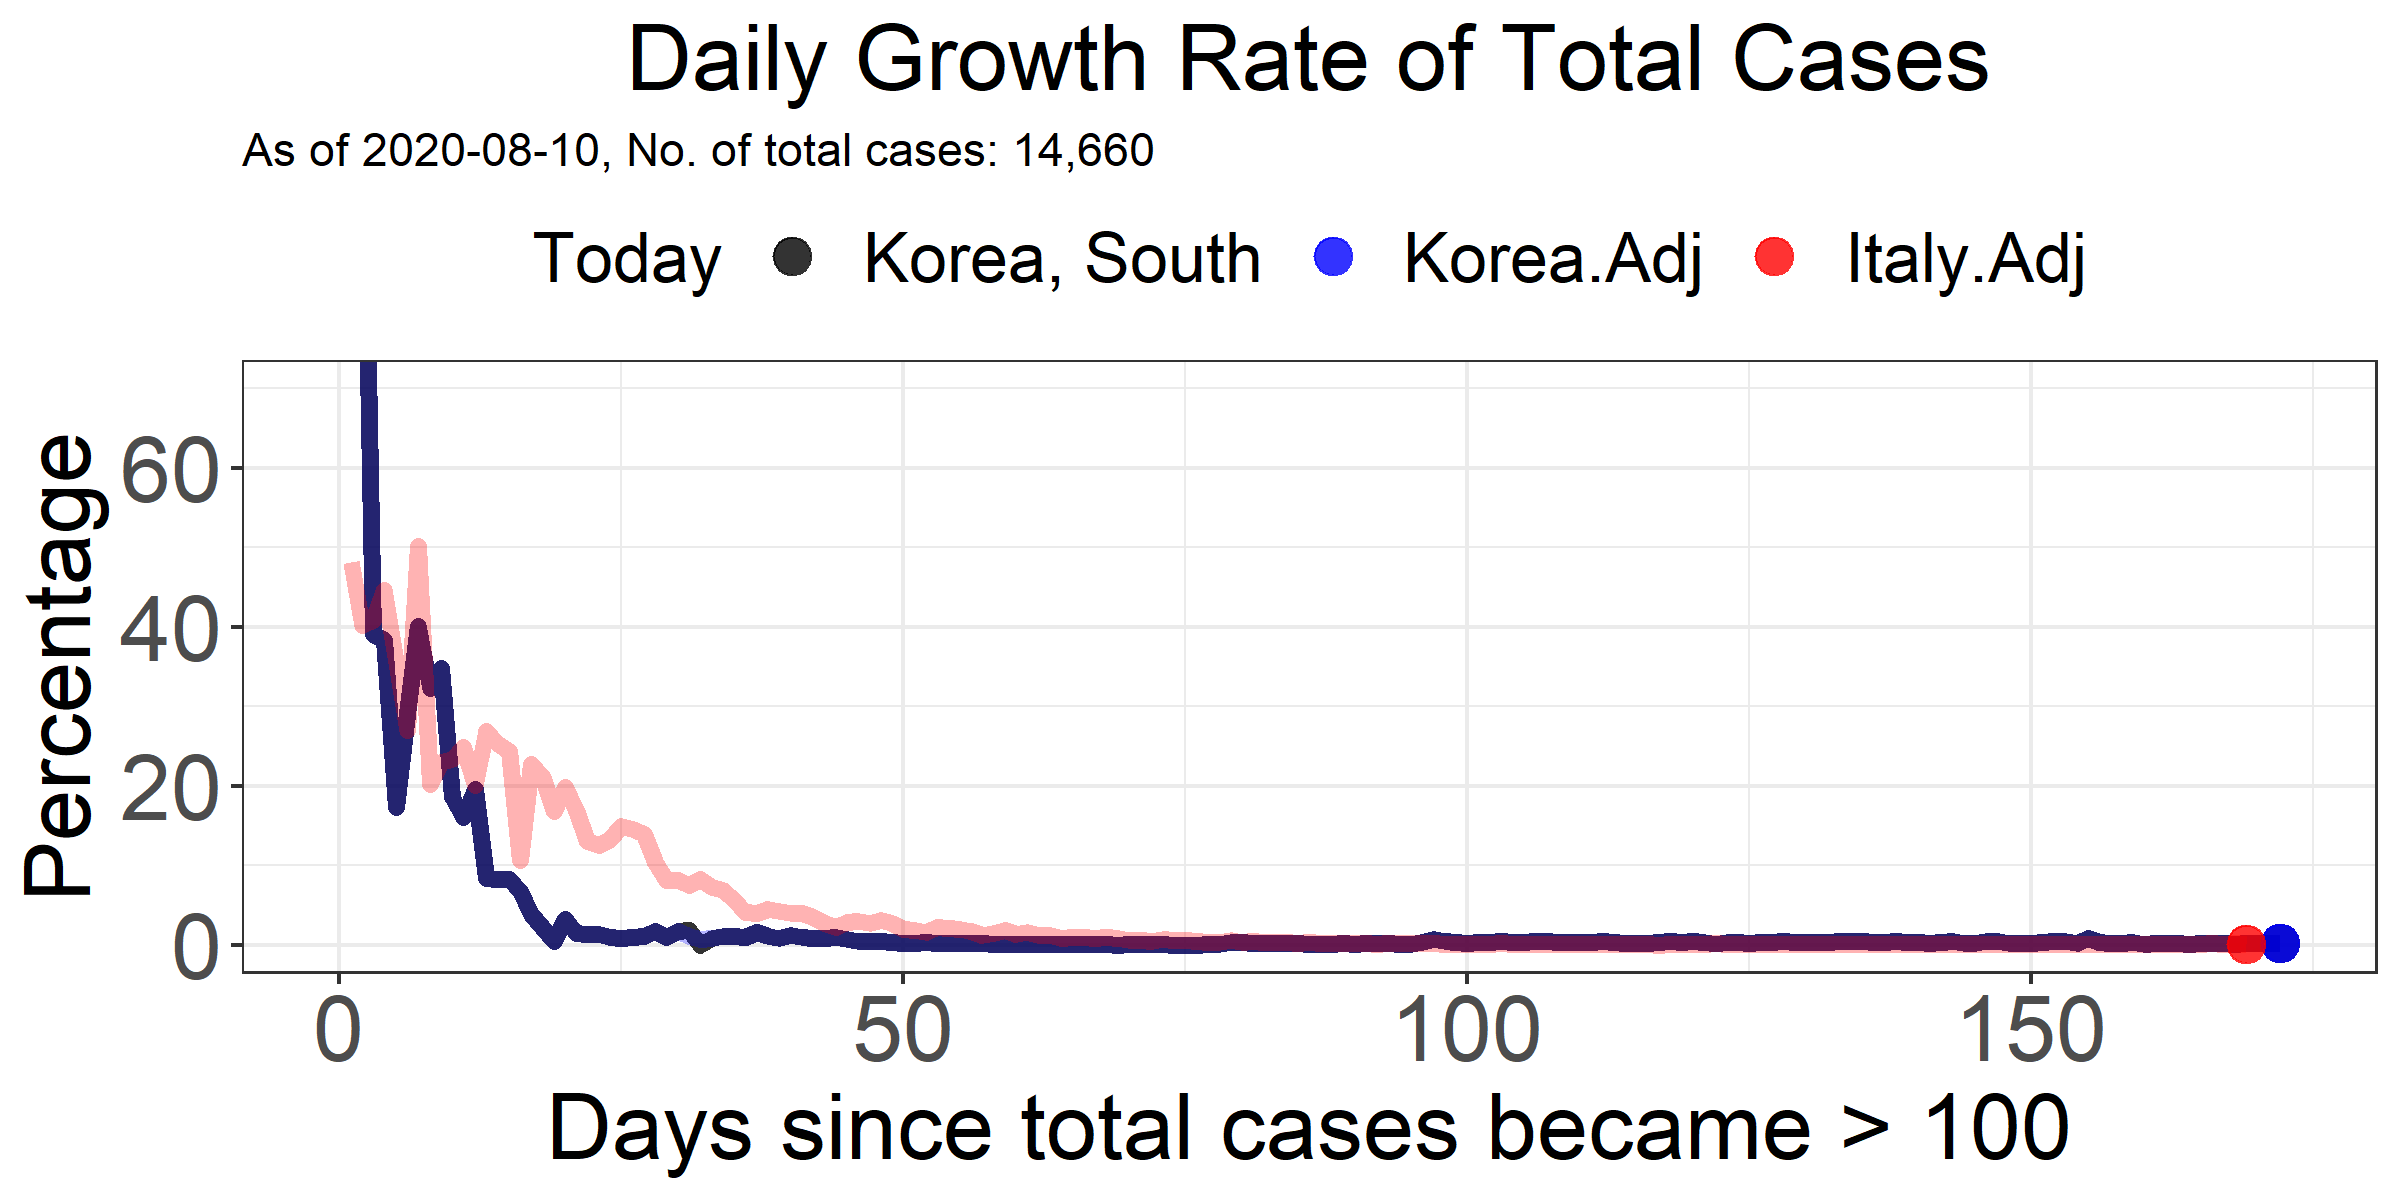 Daily Growth Rate of Total Cases
As of 2020-08-10, No. of total cases: 14,660
Today Korea, South Korea.Adj Italy.Adj
Percentage
60
40
20
0
0 50 100 150
Days since total cases became > 100